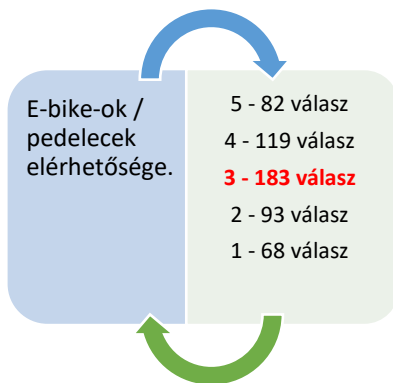 E-bike-ok /
pedelecek
elérhetősége.
5 - 82 válasz
4 - 119 válasz
3 - 183 válasz
2 - 93 válasz
1 - 68 válasz